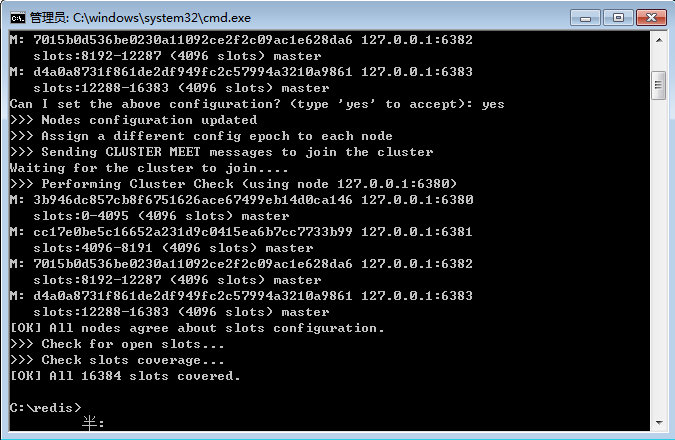 管理员: C:\windows\system32\cmd.exe
M: 7015b0d536be0230a11092ce2f2c09ac1e628da6 127.0.0.1:6382
slots:8192-12287 (4096 slots) master
M: d4a0a8731f861de2df949fc2c57994a3210a9861 127.0.0.1:6383
slots:12288-16383 (4096 slots) master
Can I set the above configuration? (type 'yes' to accept): yes
>>> Nodes configuration updated
>>> Assign a different config epoch to each node
>>> Sending CLUSTER MEET messages to join the cluster
Waiting for the cluster to join....
>>> Performing Cluster Check (using node 127.0.0.1:6380)
M: 3b946dc857cb8f6751626ace67499eb14d0ca146 127.0.0.1:6380
slots:0-4095 (4096 slots) master
M: cc17e0be5c16652a231d9c0415ea6b7cc7733b99 127.0.0.1:6381
slots:4096-8191 (4096 slots) master
M: 7015b0d536be0230a11092ce2f2c09ac1e628da6 127.0.0.1:6382
slots:8192-12287 (4096 slots) master
M: d4a0a8731f861de2df949fc2c57994a3210a9861 127.0.0.1:6383
slots:12288-16383 (4096 slots) master
[OK] All nodes agree about slots configuration.
>>> Check for open slots...
>>> Check slots coverage...
[OK] All 16384 slots covered.
C:\redis>
半: